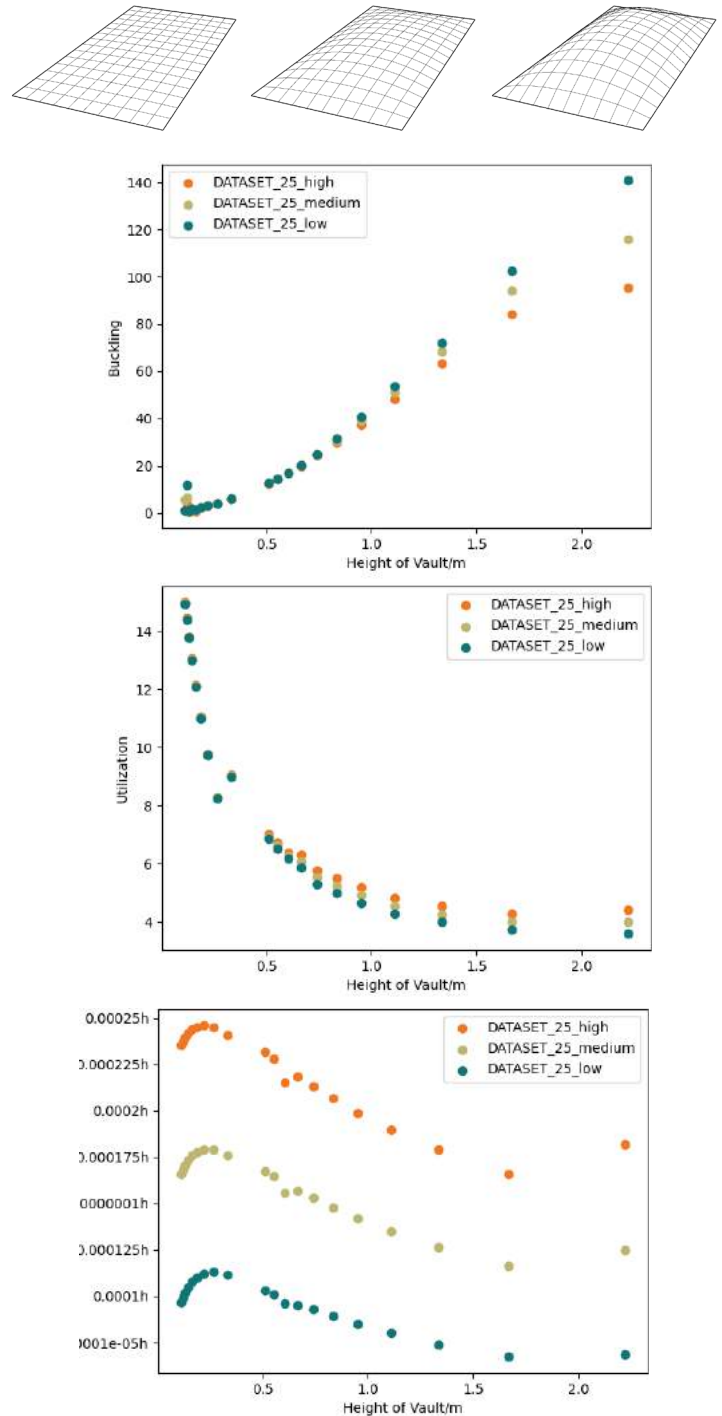 140
120
100
80
60
40
20
0
Buckling
DATASET_25_high
DATASET_25_medium
DATASET_25_low
0.5 1.0 1.5 2.0
Height of Vault/m
14
12
10
8
6
4
Utilization
DATASET_25_high
DATASET_25_medium
DATASET_25_low
0.5 1.0 1.5 2.0
Height of Vault/m
0.00025h
0.000225h
0.0002h
0.000175h
0000001h
0.000125h
0.0001h
0001e-05h
DATASET_25_high
DATASET_25_medium
DATASET_25_low
0.5 1.0 1.5 2.0
Height of Vault/m